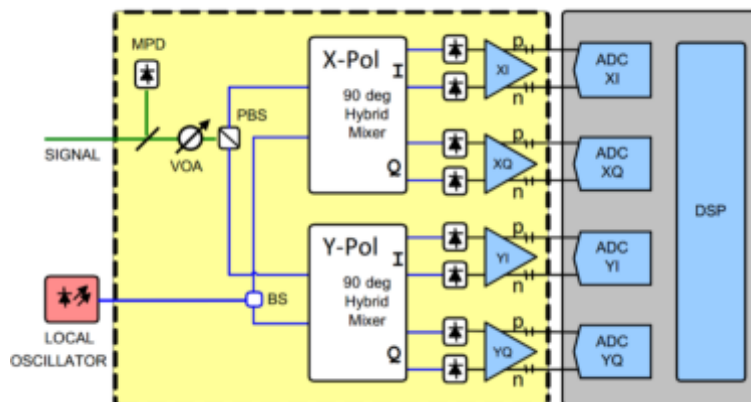 MPD
SIGNAL
VOA
PBS
X-Pol
I
90 deg
Hybrid
Mixer
Q
XI
p
n
ADC
XI
XQ
p
n
ADC
XQ
DSP
LOCAL
OSCILLATOR
BS
Y-Pol
I
90 deg
Hybrid
Mixer
Q
YI
p
n
ADC
YI
YQ
p
n
ADC
YQ